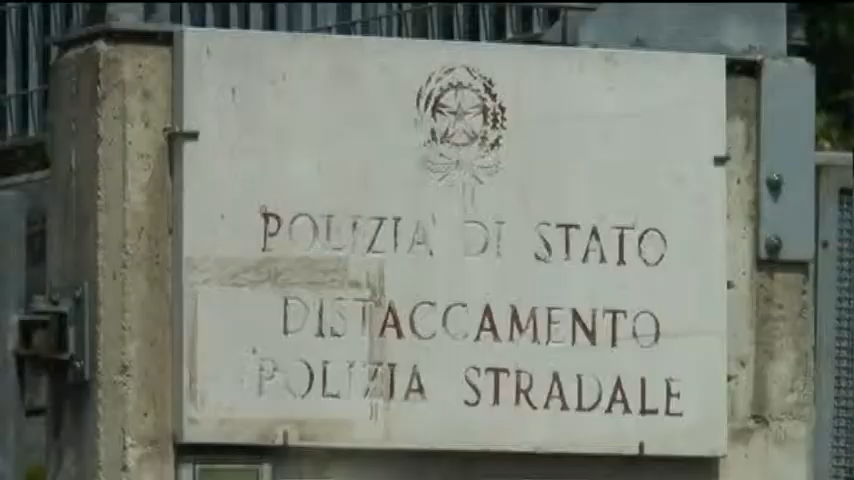 POLIZIA DI STATO
DISTACCAMENTO
POLIZIA STRADALE